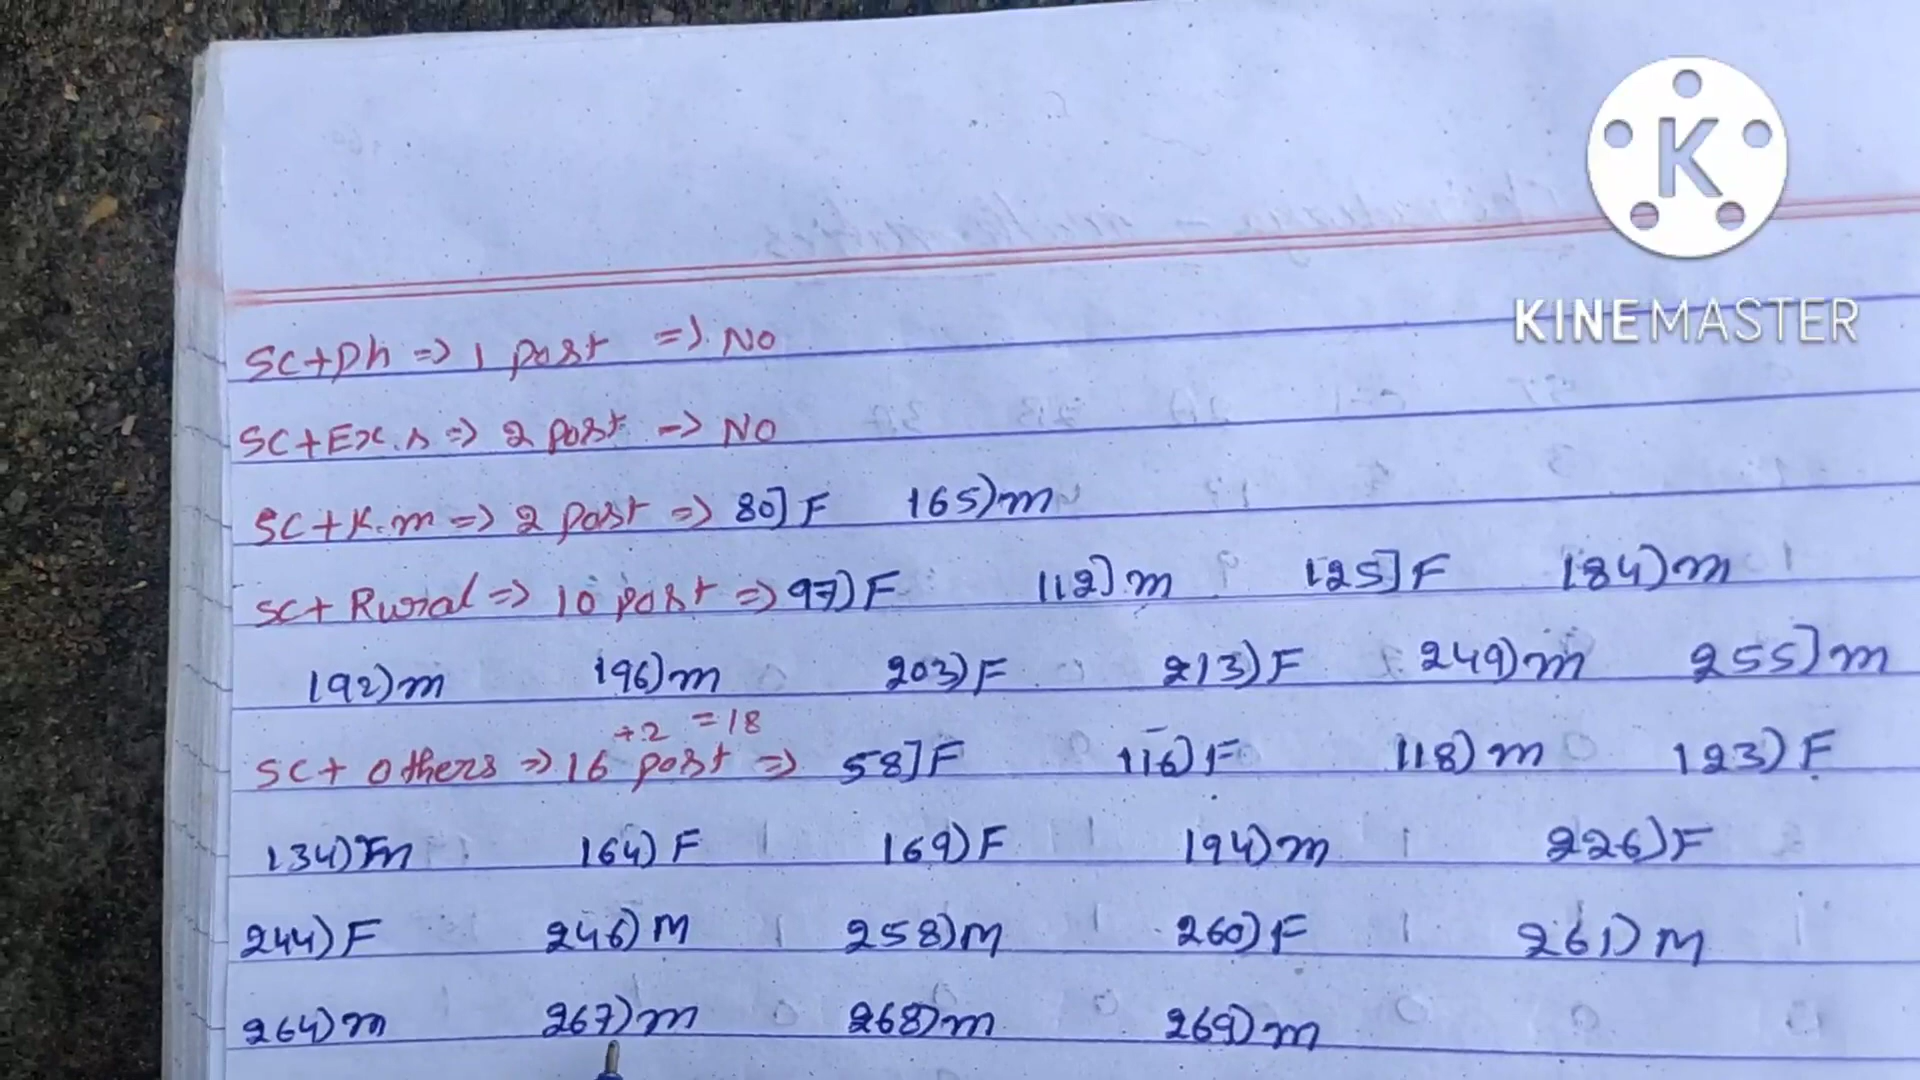 KINEMASTER
SC+Ph => 1 post => NO
SC+Ex.s => 2 post => NO
SC+K.m => 2 post => 80] F 165) m
SC+Rural => 10 post => 97) F 112] m 125] F 184) m
192) m 196) m 203) F 213) F 249) m 255] m
+2 =18
SC+ Others => 16 post => 58] F 116) F 118) m 123) F
134) m 164) F 169) F 194) m 226) F
244) F 246) M 258) M 260) F 261) M
264) m 267) m 268) m 269) m